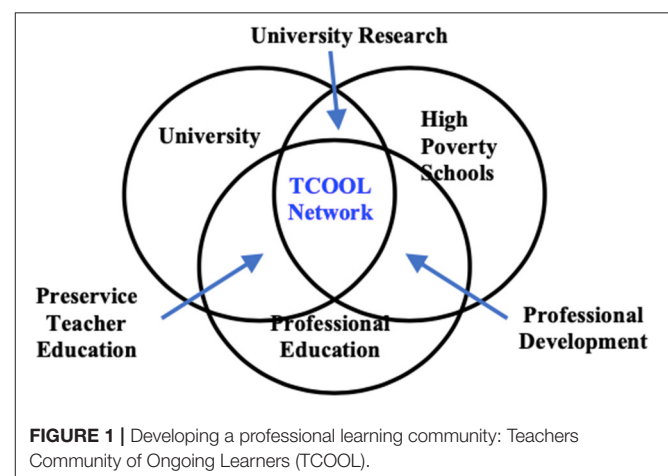 University Research
University
High
Poverty
Schools
TCOOL
Network
Preservice
Teacher
Education
Professional
Education
Professional
Development
FIGURE 1 | Developing a professional learning community: Teachers
Community of Ongoing Learners (TCOOL).